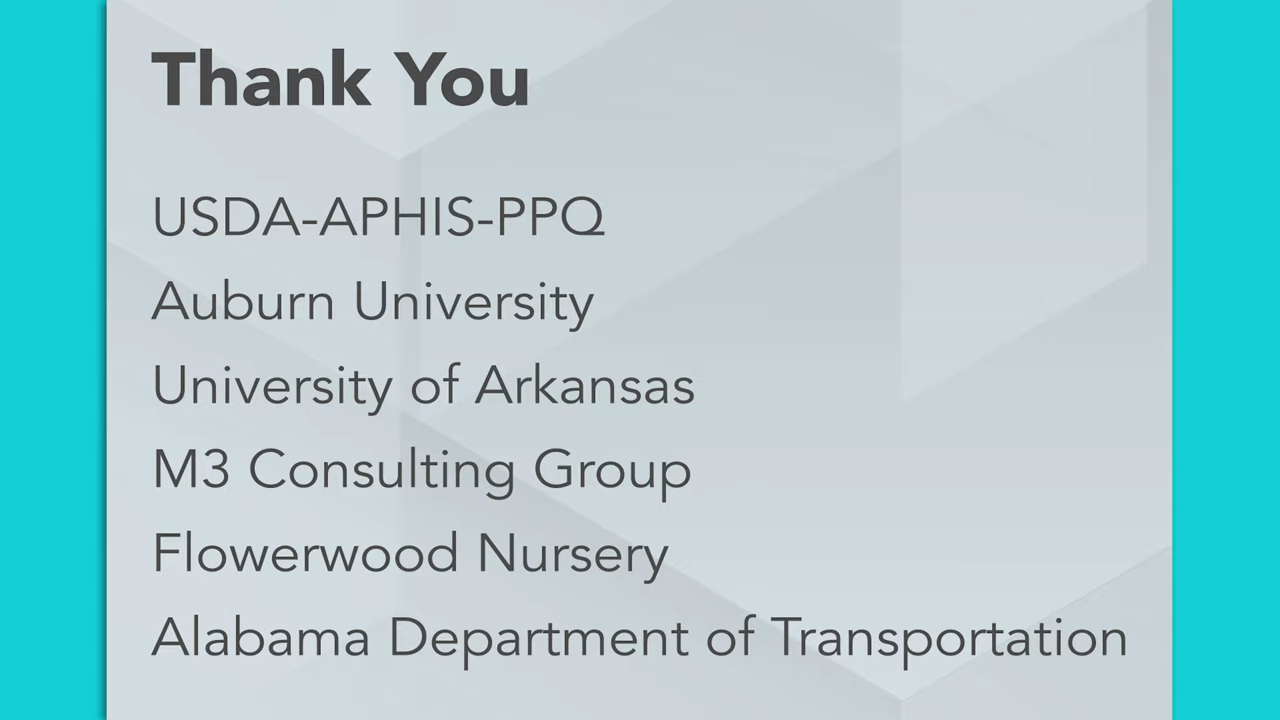 Thank You
USDA-APHIS-PPQ
Auburn University
University of Arkansas
M3 Consulting Group
Flowerwood Nursery
Alabama Department of Transportation